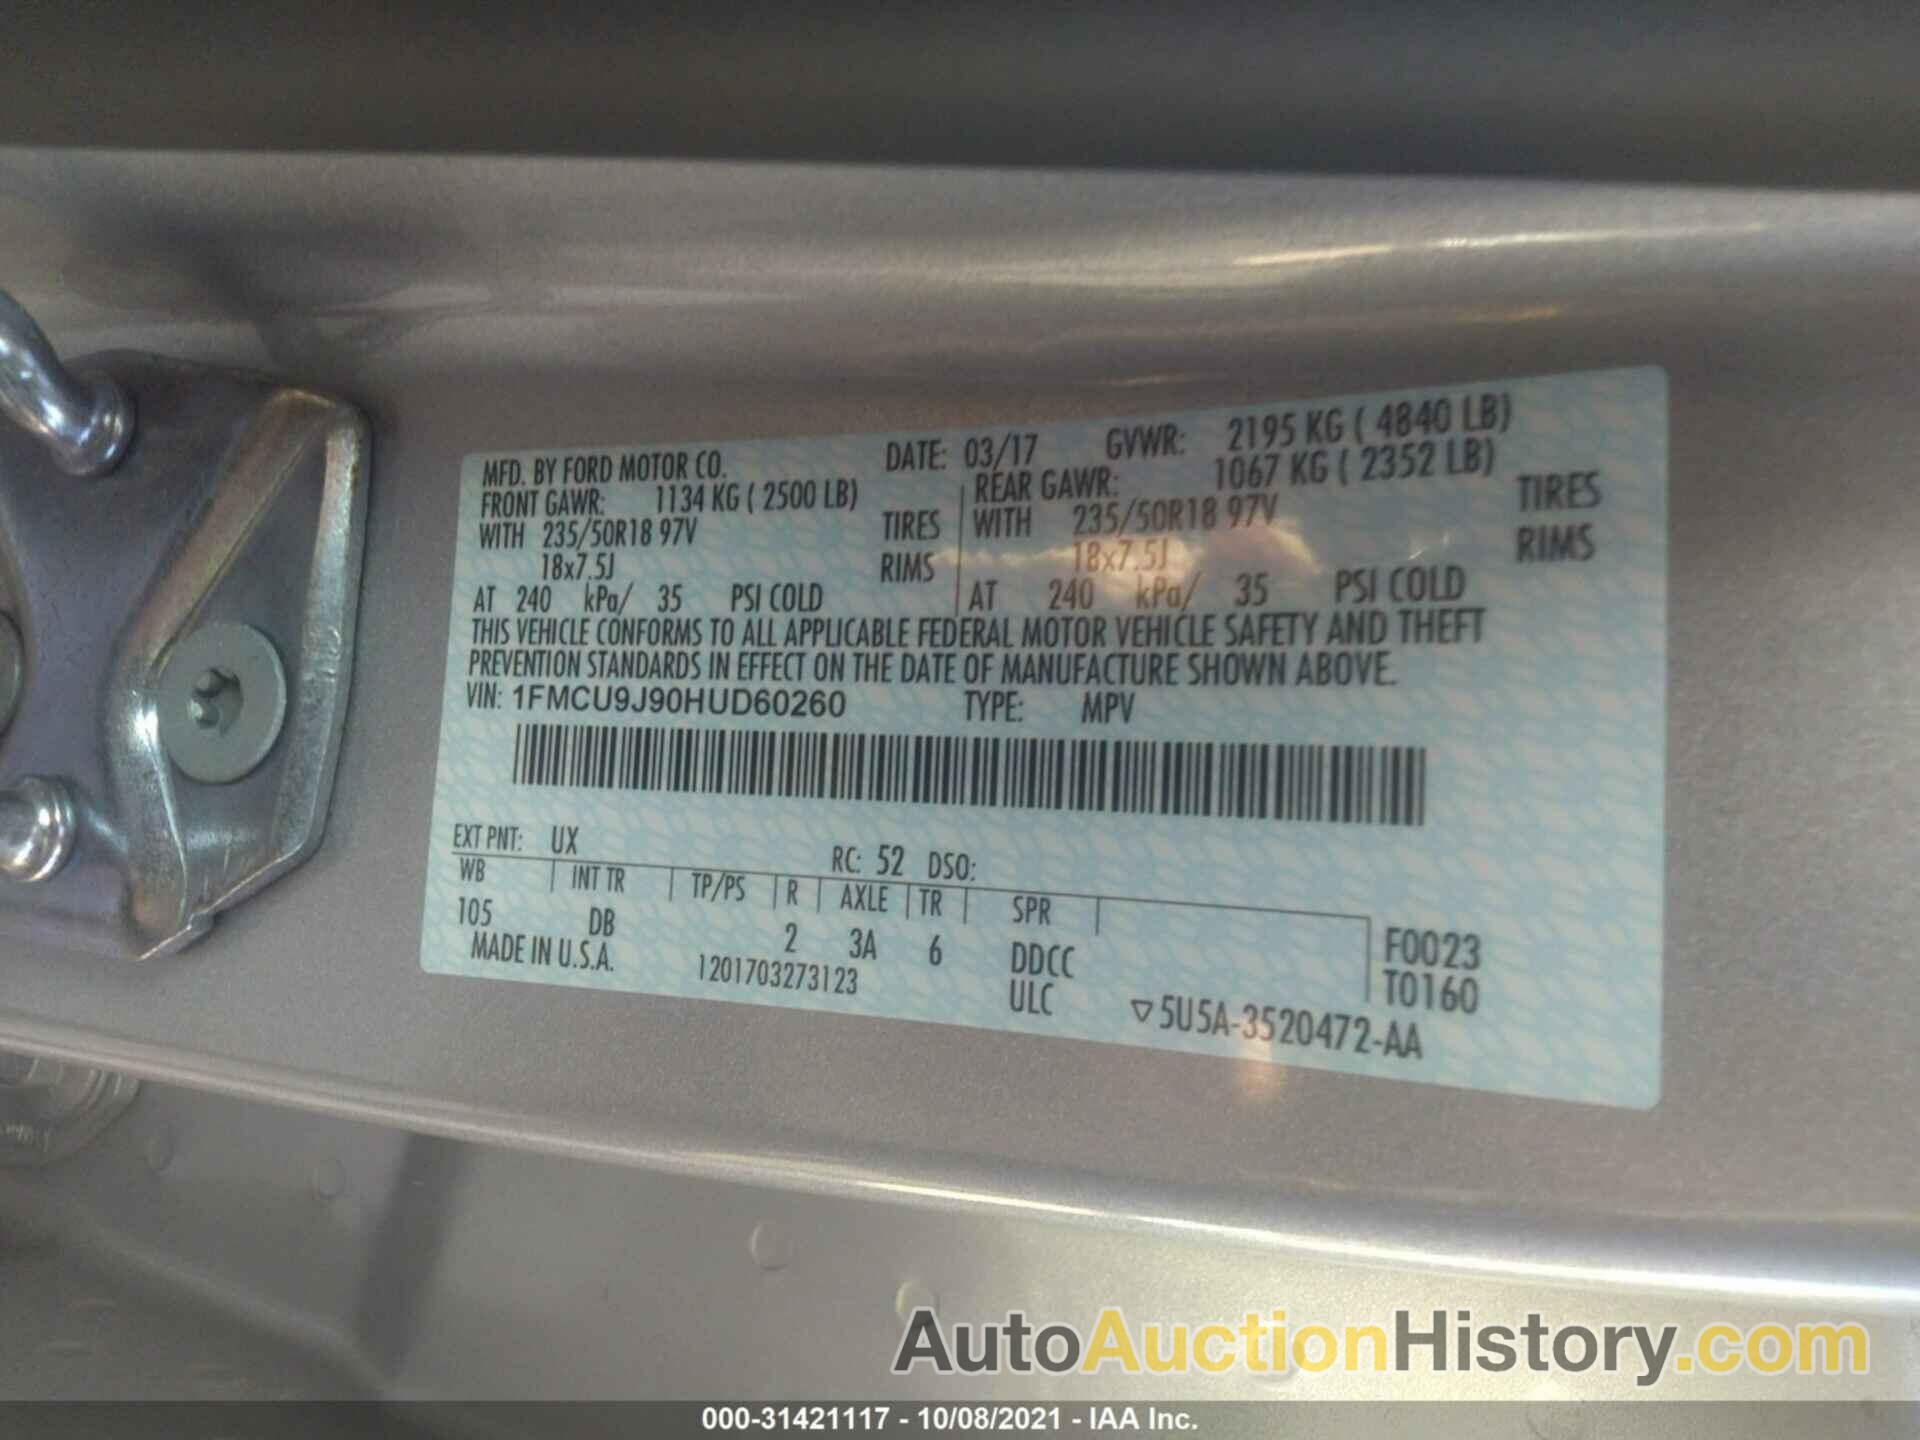 MFD. BY FORD MOTOR CO. DATE: 03/17 GVWR: 2195 KG ( 4840 LB)
FRONT GAWR: 1134 KG ( 2500 LB) REAR GAWR: 1067 KG ( 2352 LB)
WITH 235/50R18 97V TIRES WITH 235/50R18 97V TIRES
18x7.5J RIMS 18x7.5J RIMS
AT 240 kPa/ 35 PSI COLD AT 240 kPa/ 35 PSI COLD
THIS VEHICLE CONFORMS TO ALL APPLICABLE FEDERAL MOTOR VEHICLE SAFETY AND THEFT
PREVENTION STANDARDS IN EFFECT ON THE DATE OF MANUFACTURE SHOWN ABOVE.
VIN: 1FMCU9J90HUD60260 TYPE: MPV
EXT PNT: UX RC: 52 DSO:
WB INT TR TP/PS R AXLE TR SPR
105 DB 2 3A 6 DDCC F0023
MADE IN U.S.A. 1201703273123 ULC T0160
▽5U5A-3520472-AA
AutoAuctionHistory.com
000-31421117 - 10/08/2021 - IAA Inc.